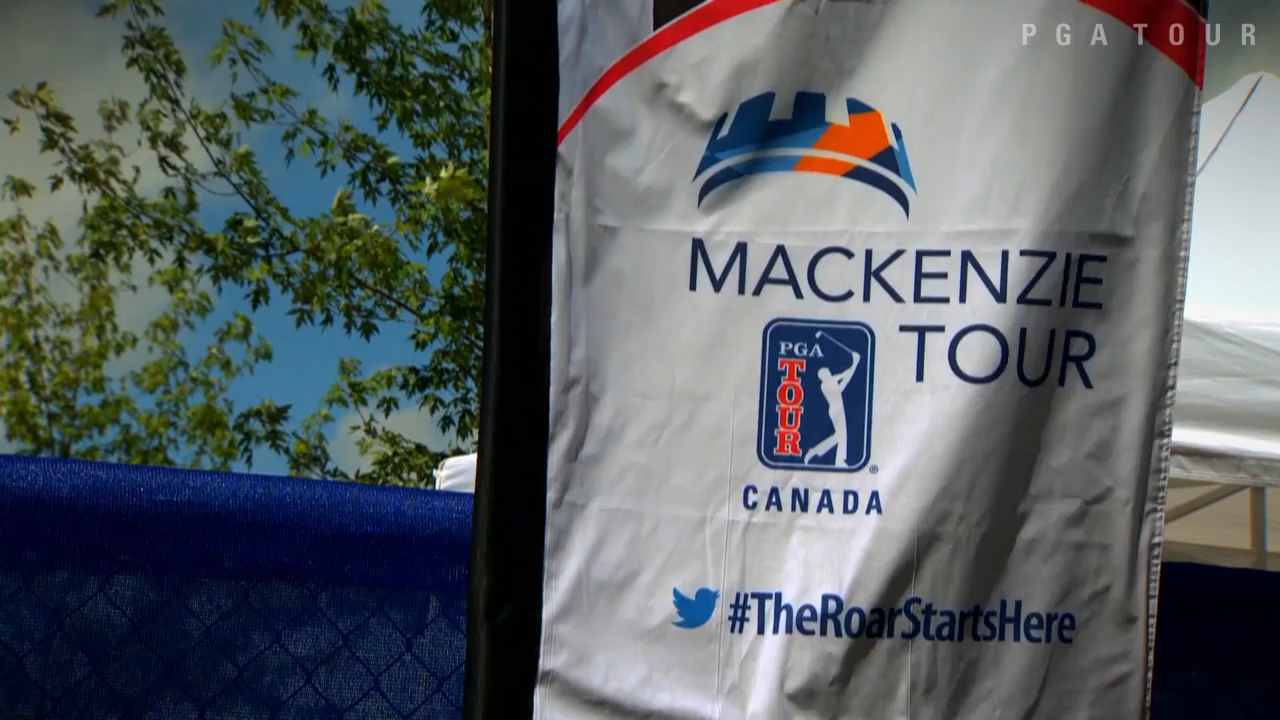 PGA TOUR
MACKENZIE
TOUR
PGA
TOUR
®
CANADA
#TheRoarStartsHere